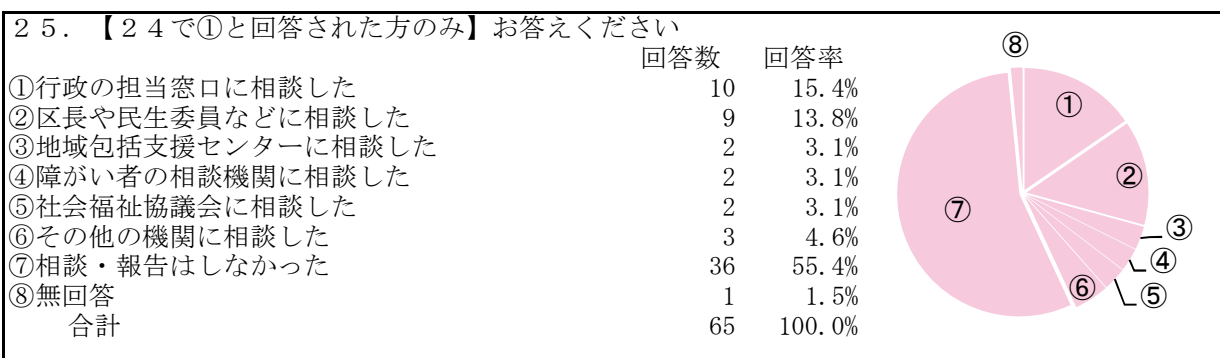 25.【24で①と回答された方のみ】お答えください
回答数 回答率
①行政の担当窓口に相談した 10 15.4%
②区長や民生委員などに相談した 9 13.8%
③地域包括支援センターに相談した 2 3.1%
④障がい者の相談機関に相談した 2 3.1%
⑤社会福祉協議会に相談した 2 3.1%
⑥その他の機関に相談した 3 4.6%
⑦相談・報告はしなかった 36 55.4%
⑧無回答 1 1.5%
合計 65 100.0%
⑧
①
②
③
④
⑤
⑥
⑦